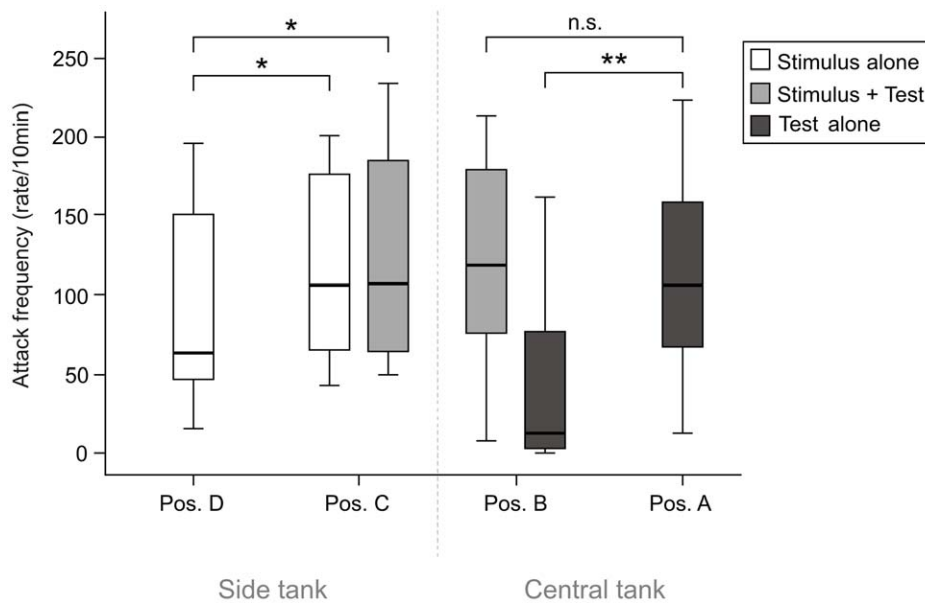 n.s.
*
*
**
Stimulus alone
Stimulus + Test
Test alone
Attack frequency (rate/10min)
250
200
150
100
50
0
Pos. D
Pos. C
Pos. B
Pos. A
Side tank
Central tank